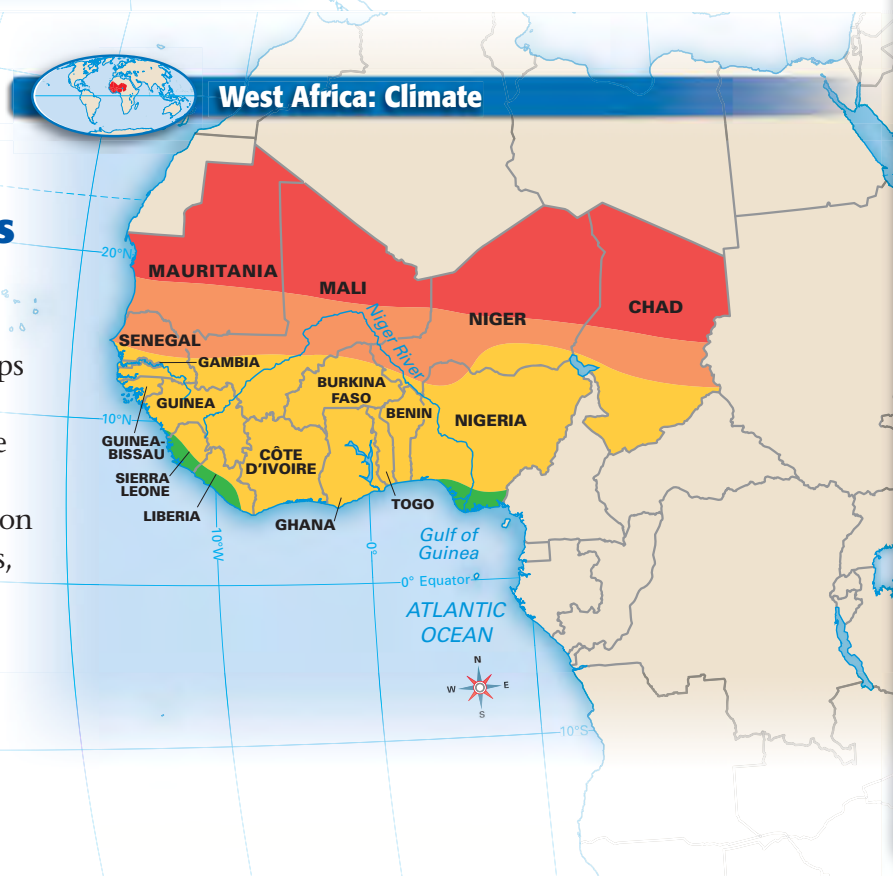 West Africa: Climate
s
ps
e
on
s,
20°N
MAURITANIA
MALI
NIGER
CHAD
Niger River
SENEGAL
GAMBIA
BURKINA
FASO
GUINEA
BENIN
NIGERIA
10°N
GUINEA-
BISSAU
CÔTE
D'IVOIRE
SIERRA
LEONE
LIBERIA
GHANA
TOGO
10°W
0°
Gulf of
Guinea
0° Equator
ATLANTIC
OCEAN
N
W
E
S
10°S